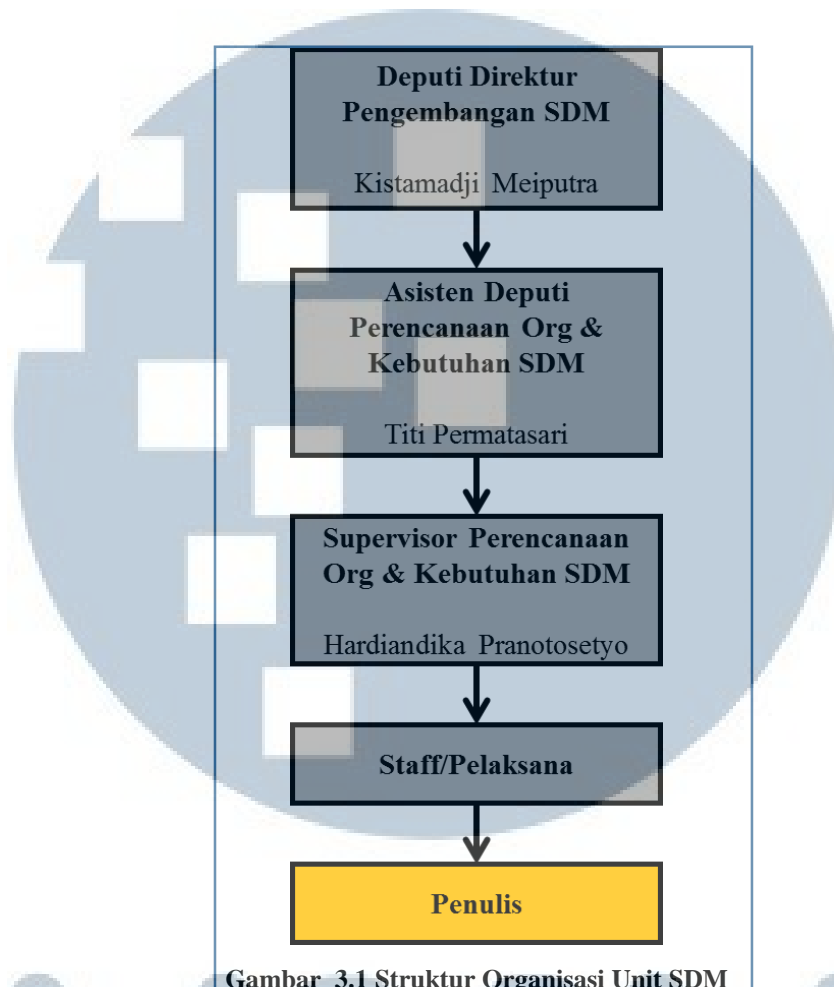 Deputi Direktur
Pengembangan SDM
Kistamadji Meiputra
Asisten Deputi
Perencanaan Org &
Kebutuhan SDM
Titi Permatasari
Supervisor Perencanaan
Org & Kebutuhan SDM
Hardiandika Pranotosetyo
Staff/Pelaksana
Penulis
Gambar 3.1 Struktur Organisasi Unit SDM